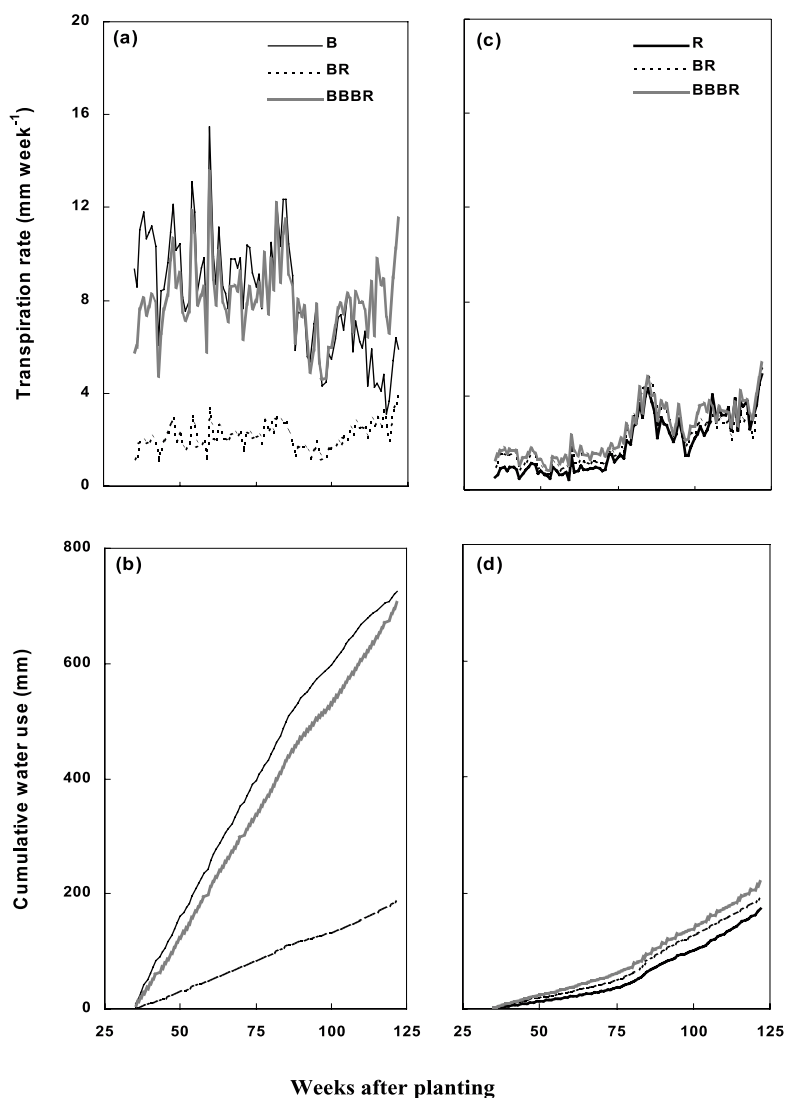 Transpiration rate (mm week-1)
20
16
12
8
4
0
(a)
B
BR
BBBR
(c)
R
BR
BBBR
Cumulative water use (mm)
800
600
400
200
0
(b)
25 50 75 100 125
(d)
25 50 75 100 125
Weeks after planting